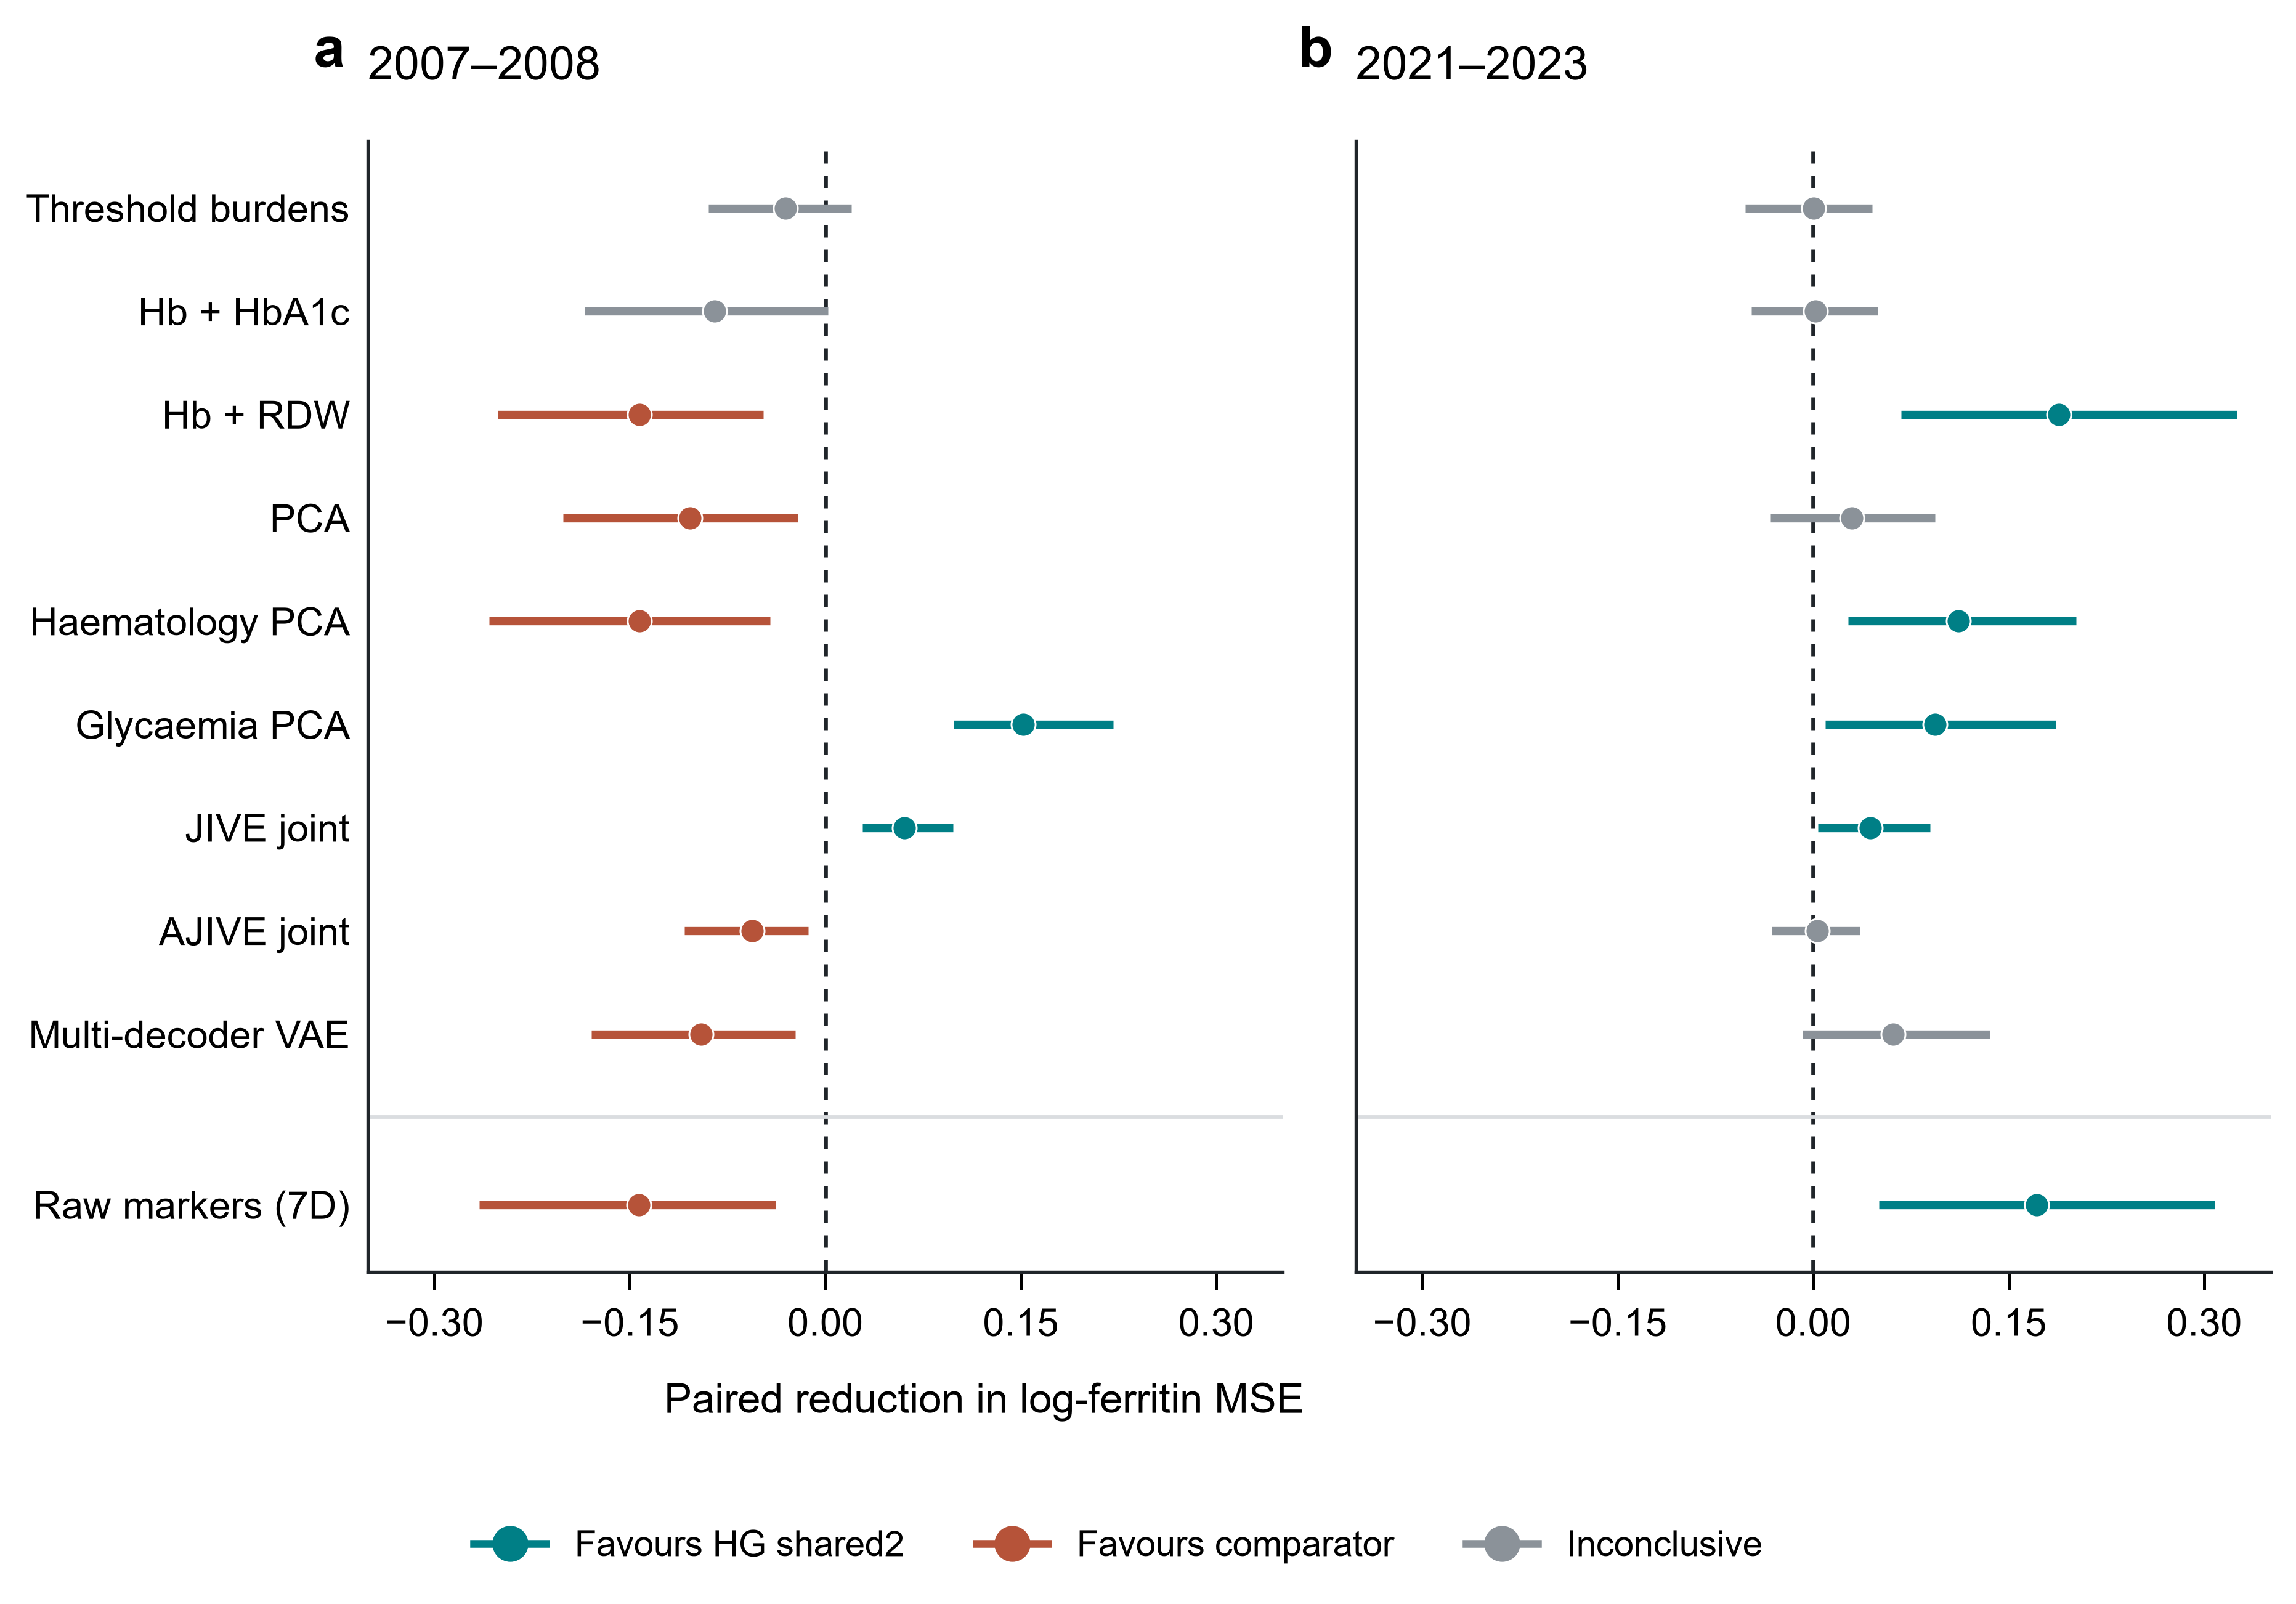 a 2007–2008
b 2021–2023
Threshold burdens
Hb + HbA1c
Hb + RDW
PCA
Haematology PCA
Glycaemia PCA
JIVE joint
AJIVE joint
Multi-decoder VAE
Raw markers (7D)
−0.30 −0.15 0.00 0.15 0.30
−0.30 −0.15 0.00 0.15 0.30
Paired reduction in log-ferritin MSE
Favours HG shared2 Favours comparator Inconclusive